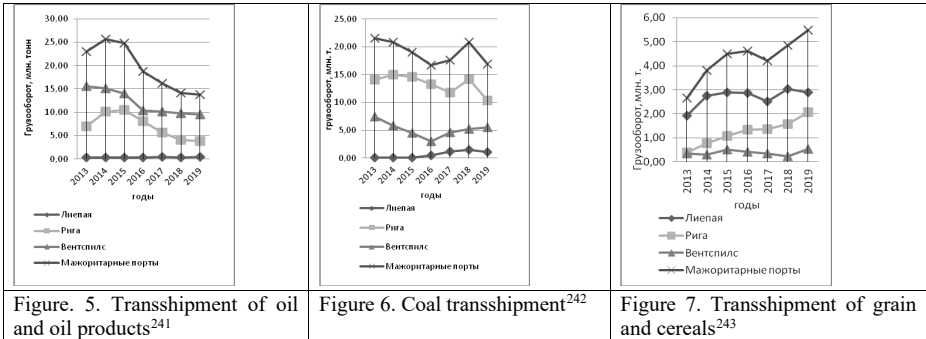 Грузооборот, млн. тонн
30,00
25,00
20,00
15,00
10,00
5,00
0,00
2013 2014 2015 2016 2017 2018 2019
годы
Лиепая
Рига
Вентспилс
Мажоритарные порты
Грузооборот, млн. т.
25,00
20,00
15,00
10,00
5,00
0,00
2013 2014 2015 2016 2017 2018 2019
годы
Лиепая
Рига
Вентспилс
Мажоритарные порты
Грузооборот, млн. т.
6,00
5,00
4,00
3,00
2,00
1,00
0,00
2013 2014 2015 2016 2017 2018 2019
годы
Лиепая
Рига
Вентспилс
Мажоритарные порты
Figure. 5. Transshipment of oil
and oil products241
Figure 6. Coal transshipment242
Figure 7. Transshipment of grain
and cereals243